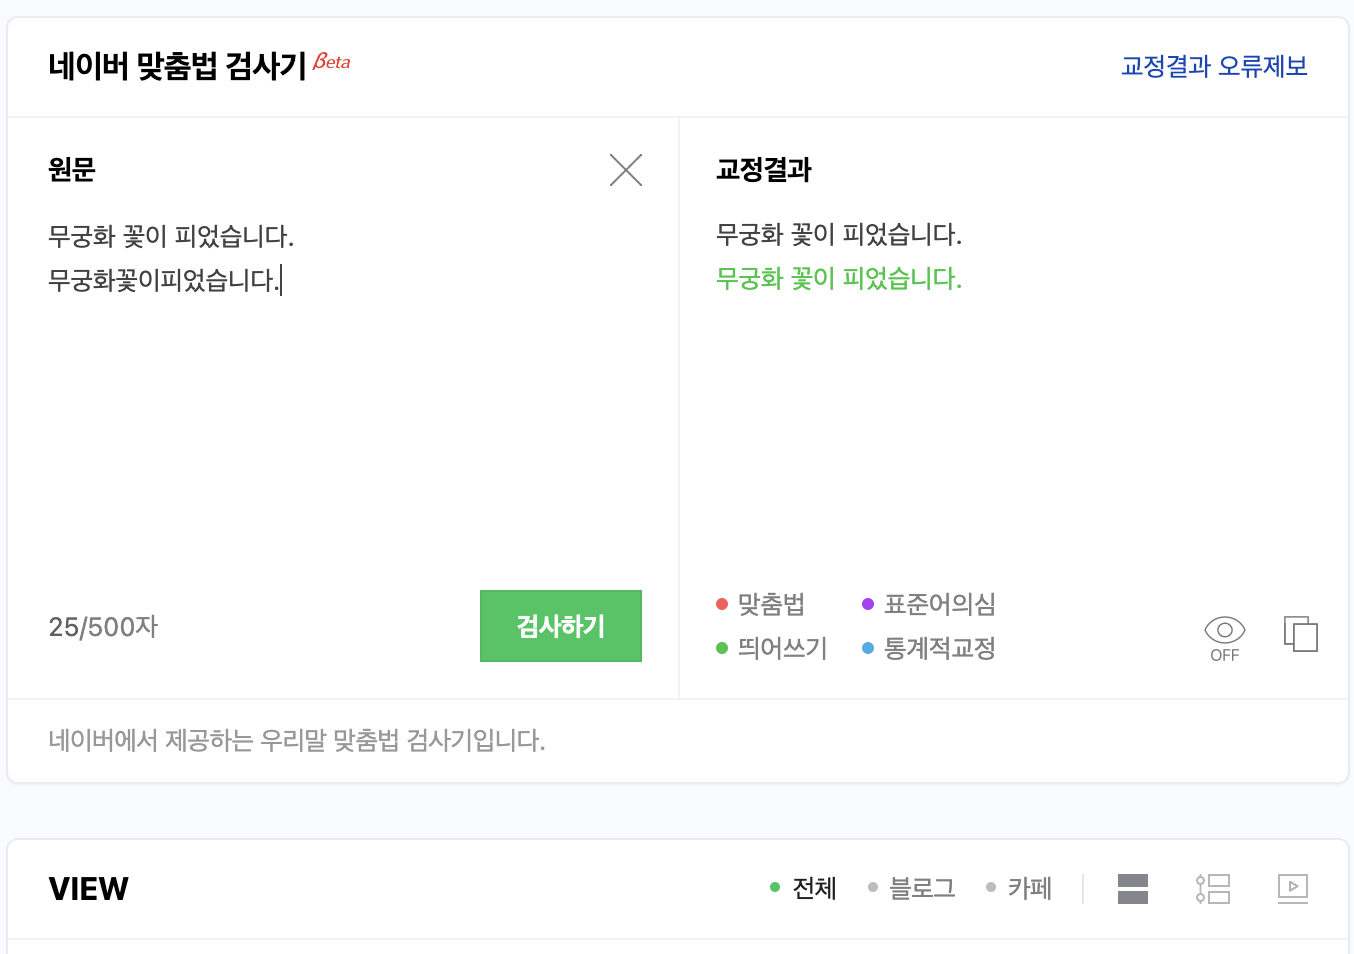 네이버 맞춤법 검사기 Beta
교정결과 오류제보
원문
무궁화 꽃이 피었습니다.
무궁화꽃이피었습니다.
25/500자
검사하기
교정결과
무궁화 꽃이 피었습니다.
무궁화 꽃이 피었습니다.
맞춤법 표준어의심
띄어쓰기 통계적교정
OFF
네이버에서 제공하는 우리말 맞춤법 검사기입니다.
VIEW
전체 블로그 카페